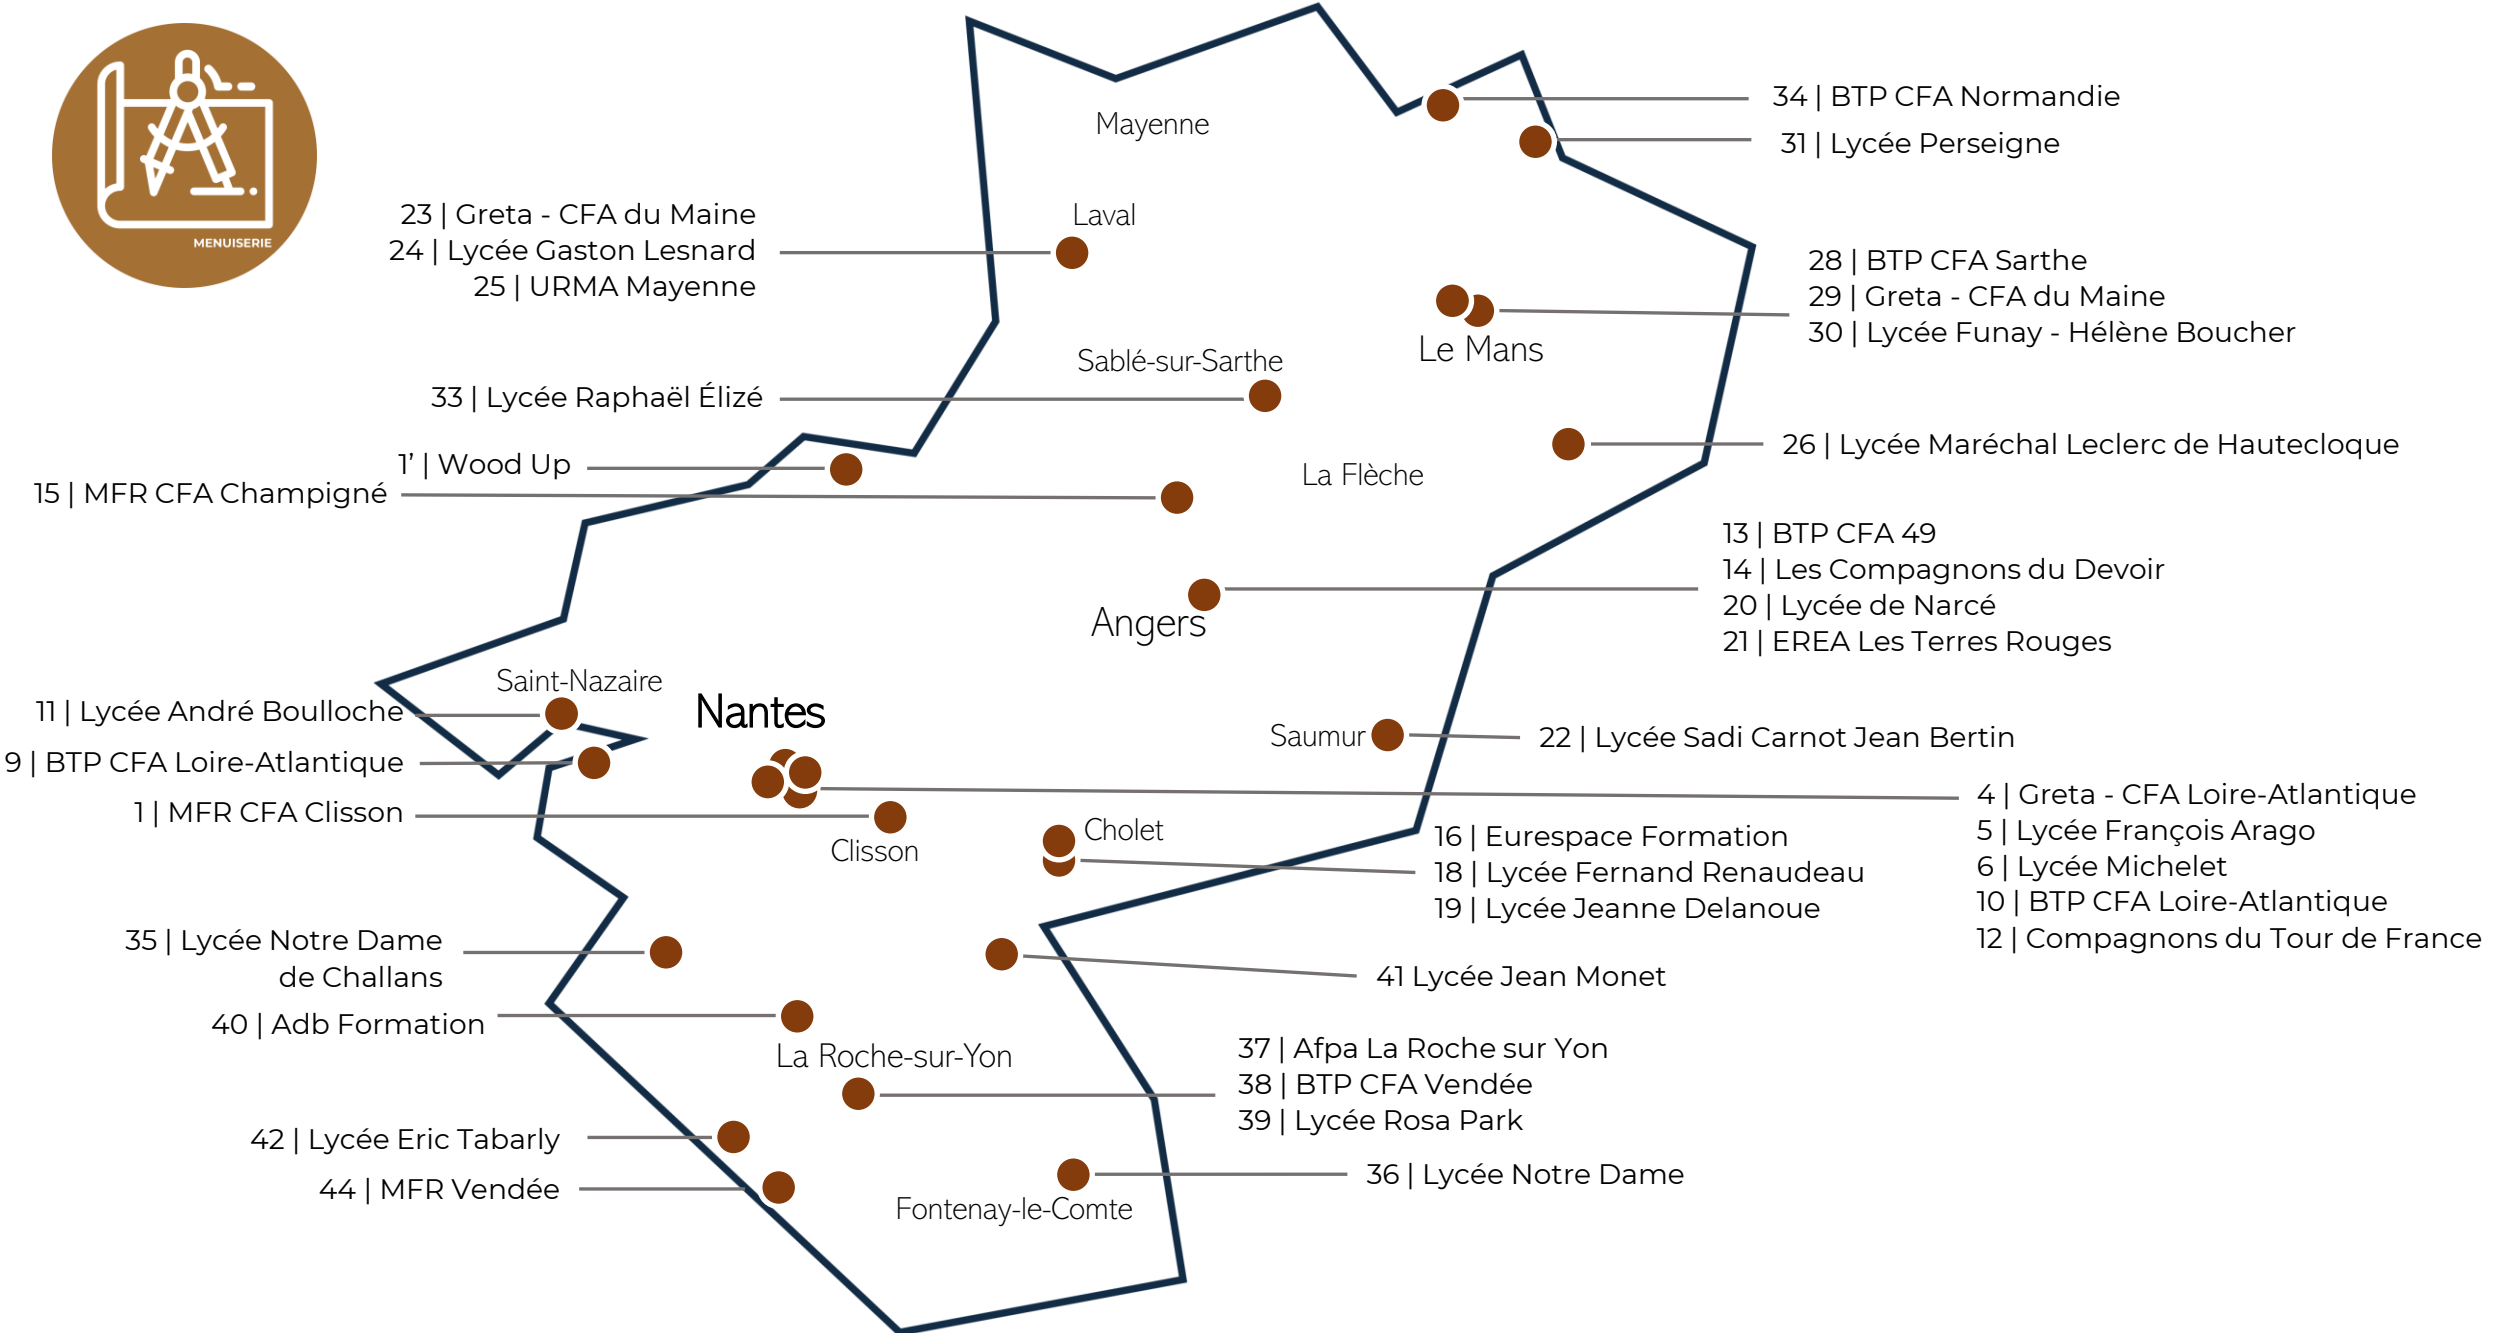 MENUISERIE
Mayenne
34 | BTP CFA Normandie
31 | Lycée Perseigne
Laval
23 | Greta - CFA du Maine
24 | Lycée Gaston Lesnard
25 | URMA Mayenne
28 | BTP CFA Sarthe
29 | Greta - CFA du Maine
30 | Lycée Funay - Hélène Boucher
Le Mans
Sablé-sur-Sarthe
33 | Lycée Raphaël Élizé
1’ | Wood Up
15 | MFR CFA Champigné
La Flèche
26 | Lycée Maréchal Leclerc de Hautecloque
13 | BTP CFA 49
14 | Les Compagnons du Devoir
20 | Lycée de Narcé
21 | EREA Les Terres Rouges
Angers
Saint-Nazaire
Nantes
11 | Lycée André Boulloche
9 | BTP CFA Loire-Atlantique
1 | MFR CFA Clisson
Saumur
22 | Lycée Sadi Carnot Jean Bertin
Clisson
Cholet
16 | Eurespace Formation
18 | Lycée Fernand Renaudeau
19 | Lycée Jeanne Delanoue
4 | Greta - CFA Loire-Atlantique
5 | Lycée François Arago
6 | Lycée Michelet
10 | BTP CFA Loire-Atlantique
12 | Compagnons du Tour de France
35 | Lycée Notre Dame
de Challans
41 Lycée Jean Monet
40 | Adb Formation
La Roche-sur-Yon
37 | Afpa La Roche sur Yon
38 | BTP CFA Vendée
39 | Lycée Rosa Park
42 | Lycée Eric Tabarly
44 | MFR Vendée
36 | Lycée Notre Dame
Fontenay-le-Comte